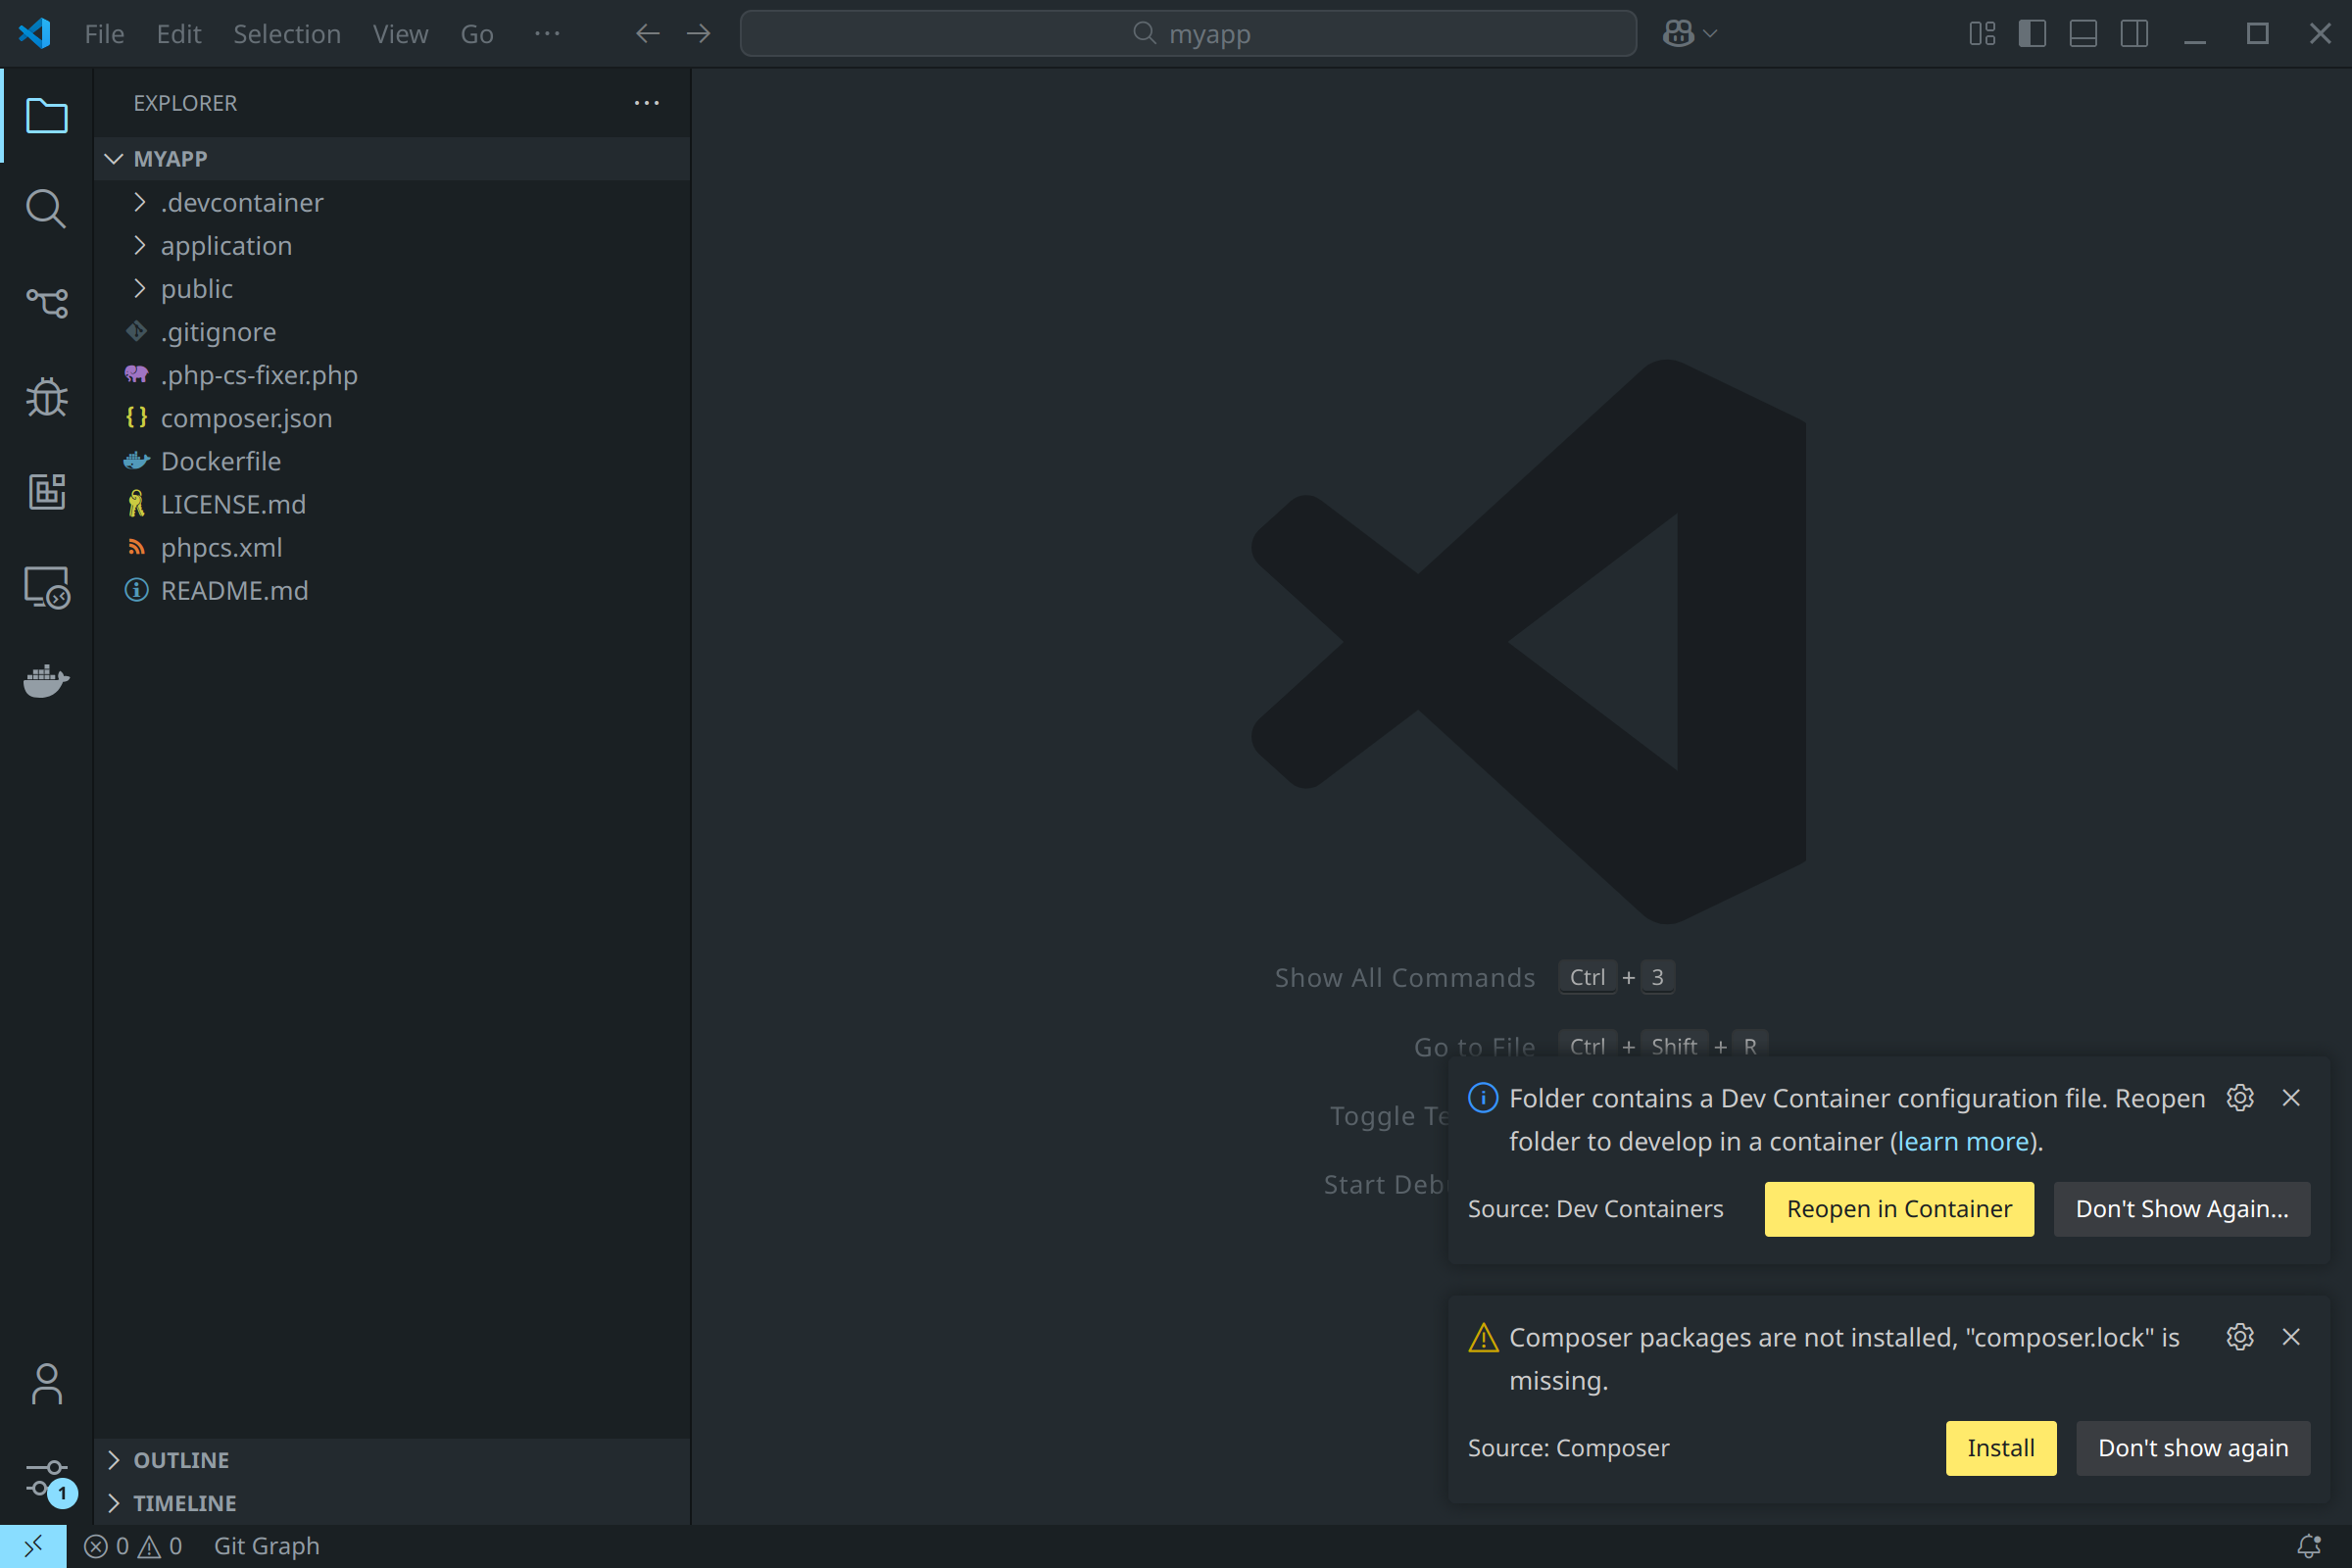 File Edit Selection View Go ···
myapp
EXPLORER
MYAPP
.devcontainer
application
public
.gitignore
.php-cs-fixer.php
composer.json
Dockerfile
LICENSE.md
phpcs.xml
README.md
OUTLINE
TIMELINE
Show All Commands Ctrl + 3
Go to File Ctrl + Shift + R
Toggle
Start
Folder contains a Dev Container configuration file. Reopen
folder to develop in a container (learn more).
Source: Dev Containers Reopen in Container Don't Show Again...
Composer packages are not installed, "composer.lock" is
missing.
Source: Composer Install Don't show again
1
0 0 Git Graph